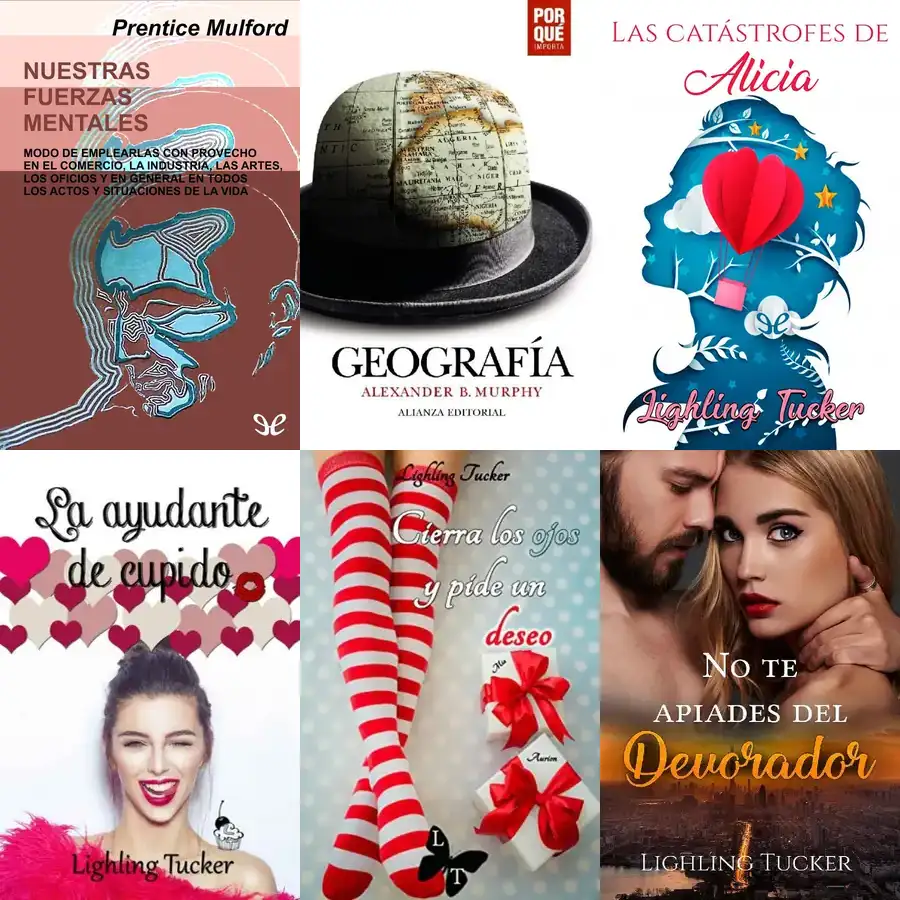 Prentice Mulford
NUESTRAS
FUERZAS
MENTALES
MODO DE EMPLEARLAS CON PROVECHO
EN EL COMERCIO, LA INDUSTRIA, LAS ARTES,
LOS OFICIOS Y EN GENERAL EN TODOS
LOS ACTOS Y SITUACIONES DE LA VIDA
POR
QUÉ
IMPORTA
GEOGRAFÍA
ALEXANDER B. MURPHY
ALIANZA EDITORIAL
LAS CATÁSTROFES DE
Alicia
Lighling Tucker
La ayudante
de cupido
Lighling Tucker
Lighling Tucker
Cierra los ojos
y pide un
deseo
Mia
Aurion
L
T
NO TE
APIADES DEL
Devorador
LIGHLING TUCKER